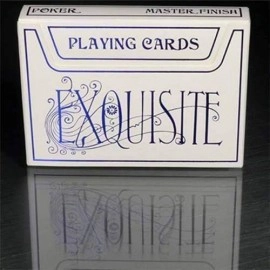 POKER
MASTER FINISH
PLAYING CARDS
EXQUISITE